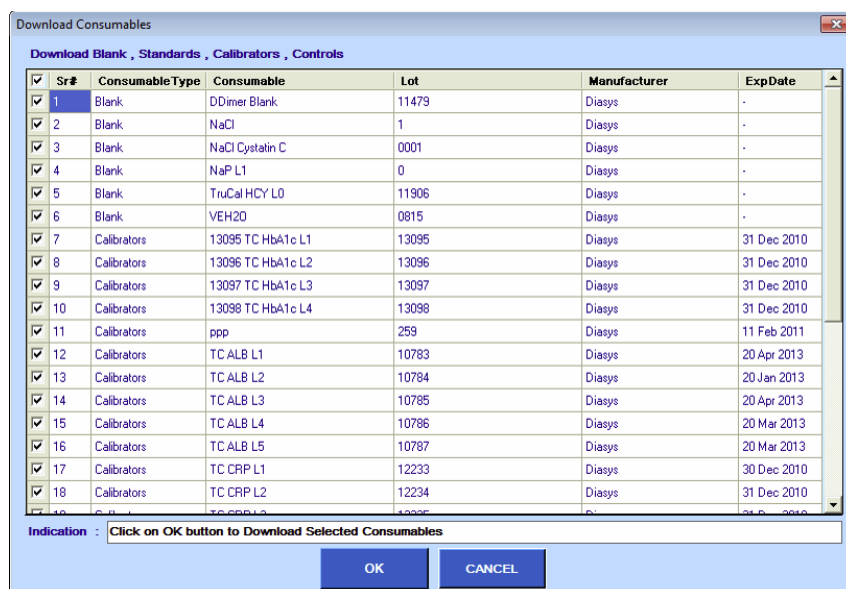 Download Consumables
Download Blank , Standards , Calibrators , Controls
Sr# ConsumableType Consumable Lot Manufacturer ExpDate
1 Blank DDimer Blank 11479 Diasys -
2 Blank NaCl 1 Diasys -
3 Blank NaCl Cystatin C 0001 Diasys -
4 Blank NaP L1 0 Diasys -
5 Blank TruCal HCY L0 11906 Diasys -
6 Blank VEH2O 0815 Diasys -
7 Calibrators 13095 TC HbA1c L1 13095 Diasys 31 Dec 2010
8 Calibrators 13096 TC HbA1c L2 13096 Diasys 31 Dec 2010
9 Calibrators 13097 TC HbA1c L3 13097 Diasys 31 Dec 2010
10 Calibrators 13098 TC HbA1c L4 13098 Diasys 31 Dec 2010
11 Calibrators ppp 259 Diasys 11 Feb 2011
12 Calibrators TC ALB L1 10783 Diasys 20 Apr 2013
13 Calibrators TC ALB L2 10784 Diasys 20 Jan 2013
14 Calibrators TC ALB L3 10785 Diasys 20 Apr 2013
15 Calibrators TC ALB L4 10786 Diasys 20 Mar 2013
16 Calibrators TC ALB L5 10787 Diasys 20 Mar 2013
17 Calibrators TC CRP L1 12233 Diasys 30 Dec 2010
18 Calibrators TC CRP L2 12234 Diasys 31 Dec 2010
Indication : Click on OK button to Download Selected Consumables
OK CANCEL